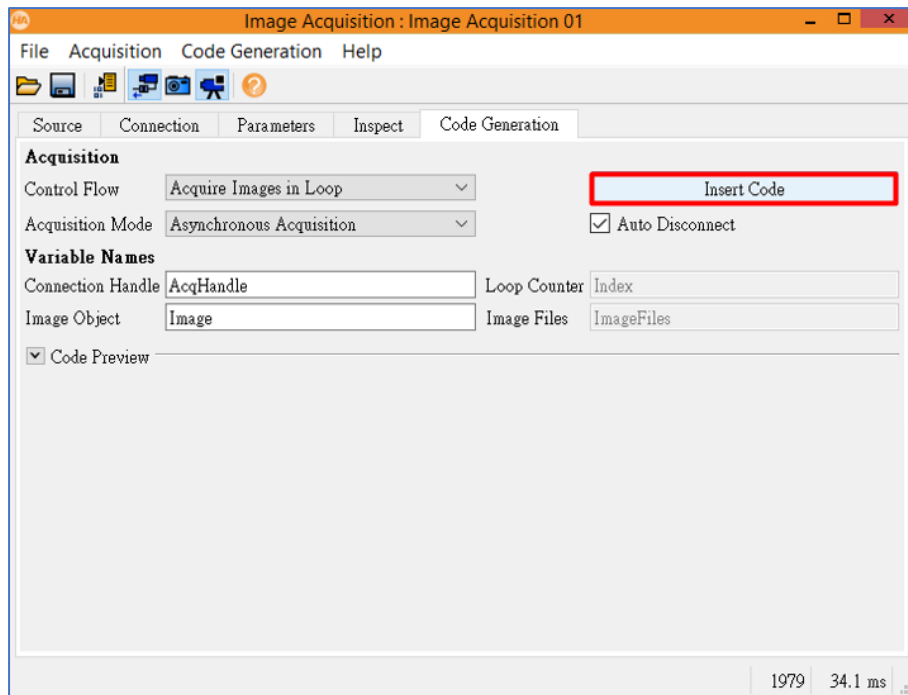 HA Image Acquisition : Image Acquisition 01
File Acquisition Code Generation Help
Source Connection Parameters Inspect Code Generation
Acquisition
Control Flow Acquire Images in Loop Insert Code
Acquisition Mode Asynchronous Acquisition Auto Disconnect
Variable Names
Connection Handle AcqHandle Loop Counter Index
Image Object Image Image Files ImageFiles
Code Preview
1979 34.1 ms